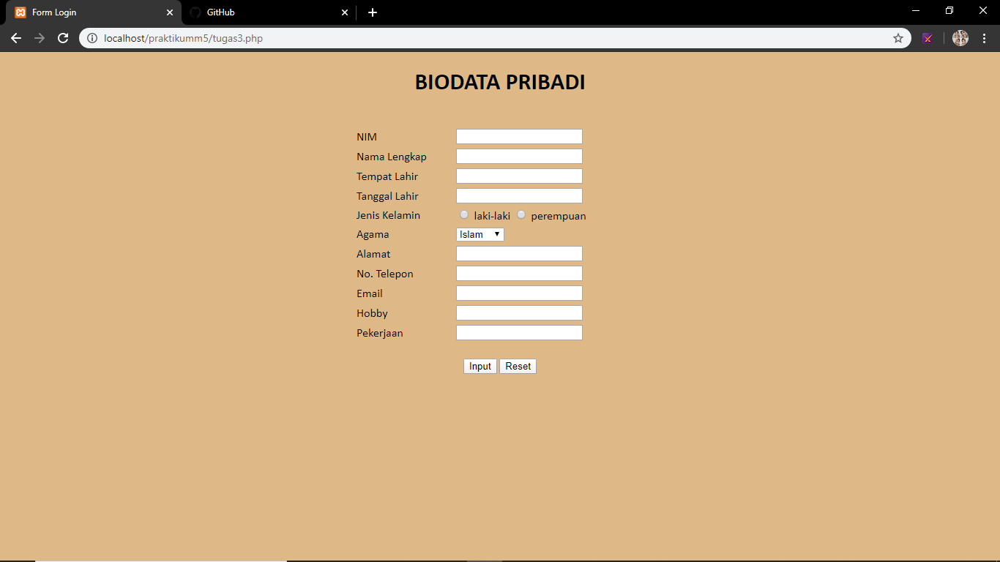 Form Login
GitHub
localhost/praktikumm5/tugas3.php
BIODATA PRIBADI
NIM
Nama Lengkap
Tempat Lahir
Tanggal Lahir
Jenis Kelamin laki-laki perempuan
Agama Islam
Alamat
No. Telepon
Email
Hobby
Pekerjaan
Input Reset